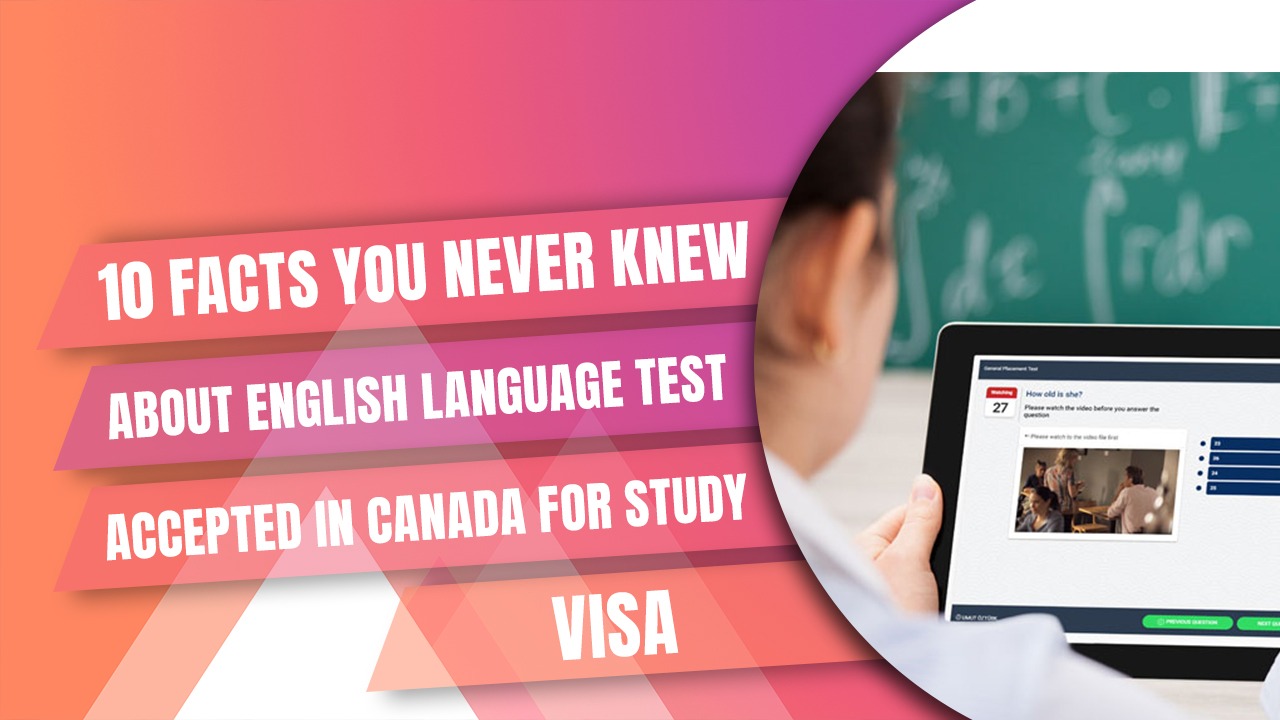 10 FACTS YOU NEVER KNEW
ABOUT ENGLISH LANGUAGE TEST
ACCEPTED IN CANADA FOR STUDY
VISA
General Placement Test
Watching
27
How old is she?
Please watch the video before you answer the
question
Please watch to the video file first
23
26
24
25
PREVIOUS QUESTION